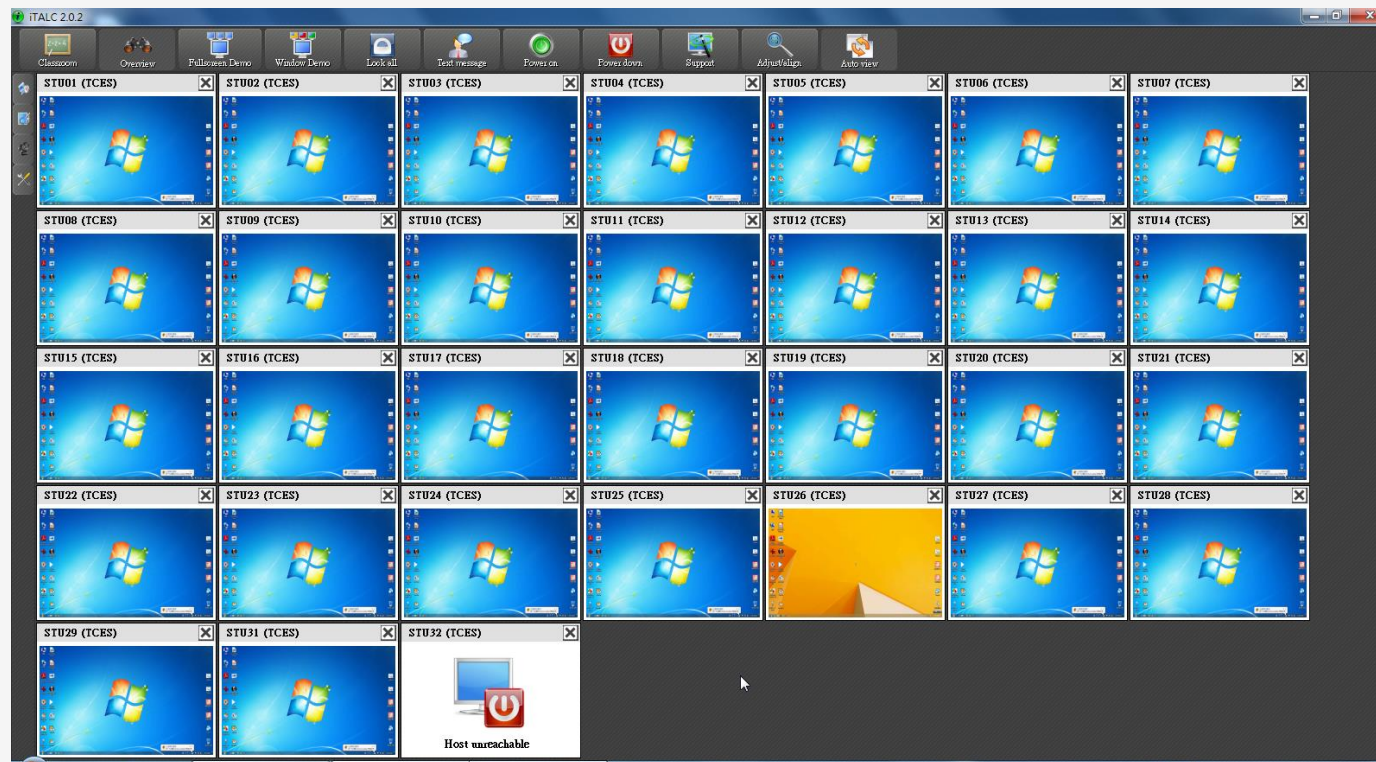 iTALC 2.0.2
Classroom Overview Fullscreen Demo Window Demo Lock all Text message Power on Power down Support Adjust/align Auto view
STU01 (TCES) STU02 (TCES) STU03 (TCES) STU04 (TCES) STU05 (TCES) STU06 (TCES) STU07 (TCES)
STU08 (TCES) STU09 (TCES) STU10 (TCES) STU11 (TCES) STU12 (TCES) STU13 (TCES) STU14 (TCES)
STU15 (TCES) STU16 (TCES) STU17 (TCES) STU18 (TCES) STU19 (TCES) STU20 (TCES) STU21 (TCES)
STU22 (TCES) STU23 (TCES) STU24 (TCES) STU25 (TCES) STU26 (TCES) STU27 (TCES) STU28 (TCES)
STU29 (TCES) STU31 (TCES) STU32 (TCES)
Host unreachable